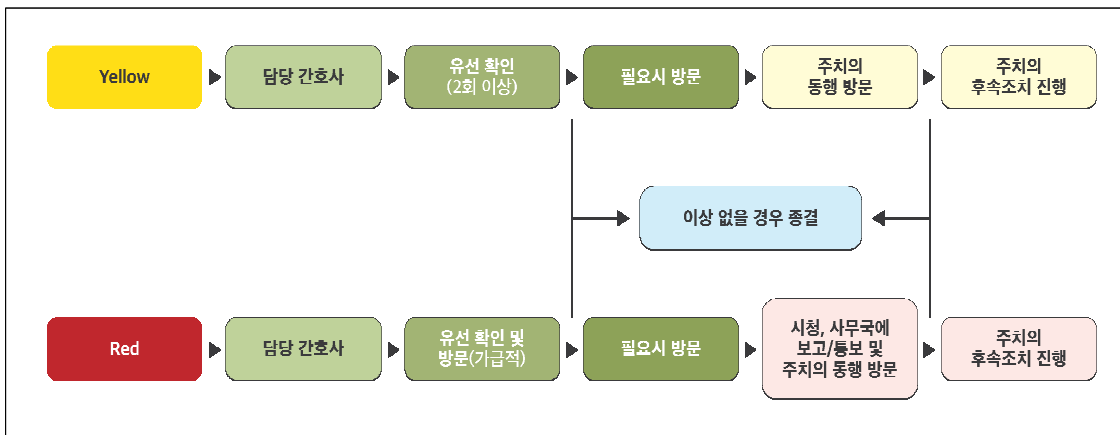 Yellow
담당 간호사
유선 확인
(2회 이상)
필요시 방문
주치의
동행 방문
주치의
후속조치 진행
이상 없을 경우 종결
Red
담당 간호사
유선 확인 및
방문(가급적)
필요시 방문
시청, 사무국에
보고/통보 및
주치의 동행 방문
주치의
후속조치 진행